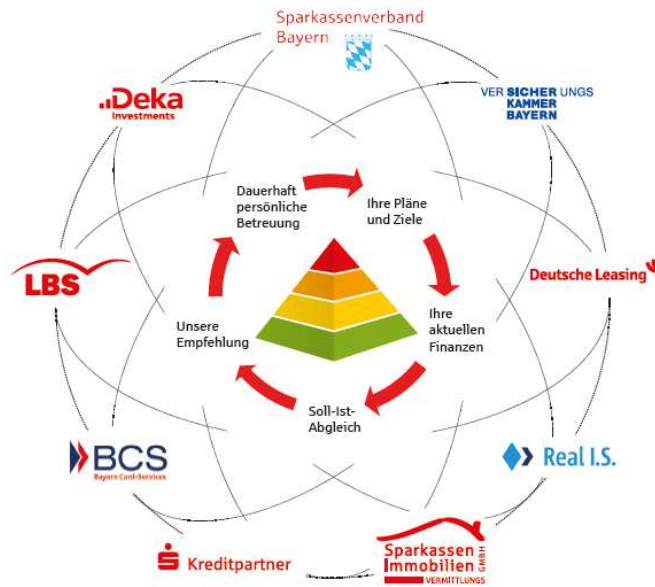 Sparkassenverband
Bayern
Deka
Investments
VER SICHER UNGS
KAMMER
BAYERN
Dauerhaft
persönliche
Betreuung
Ihre Pläne
und Ziele
LBS
Deutsche Leasing
Unsere
Empfehlung
Ihre
aktuellen
Finanzen
Soll-Ist-
Abgleich
BCS
Bayern Card-Services
Real I.S.
Kreditpartner
Sparkassen
Immobilien
GMBH
VERMITTLUNGS